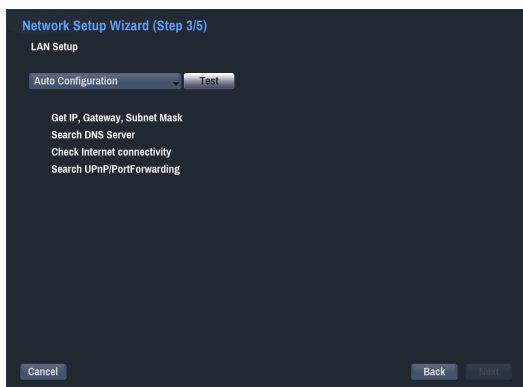 Network Setup Wizard (Step 3/5)
LAN Setup
Auto Configuration Test
Get IP, Gateway, Subnet Mask
Search DNS Server
Check Internet connectivity
Search UPnP/PortForwarding
Cancel Back Next